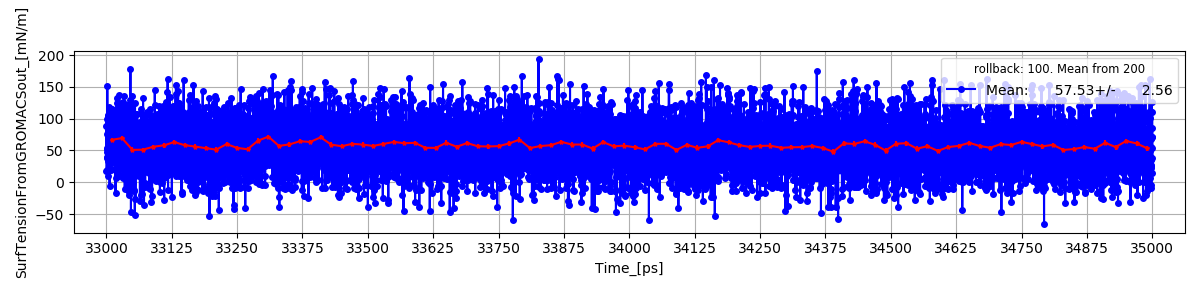 SurfTensionFromGROMACSout_[mN/m]
200
150
100
50
0
−50
rollback: 100. Mean from 200
Mean: 57.53+/- 2.56
33000 33125 33250 33375 33500 33625 33750 33875 34000 34125 34250 34375 34500 34625 34750 34875 35000
Time_[ps]